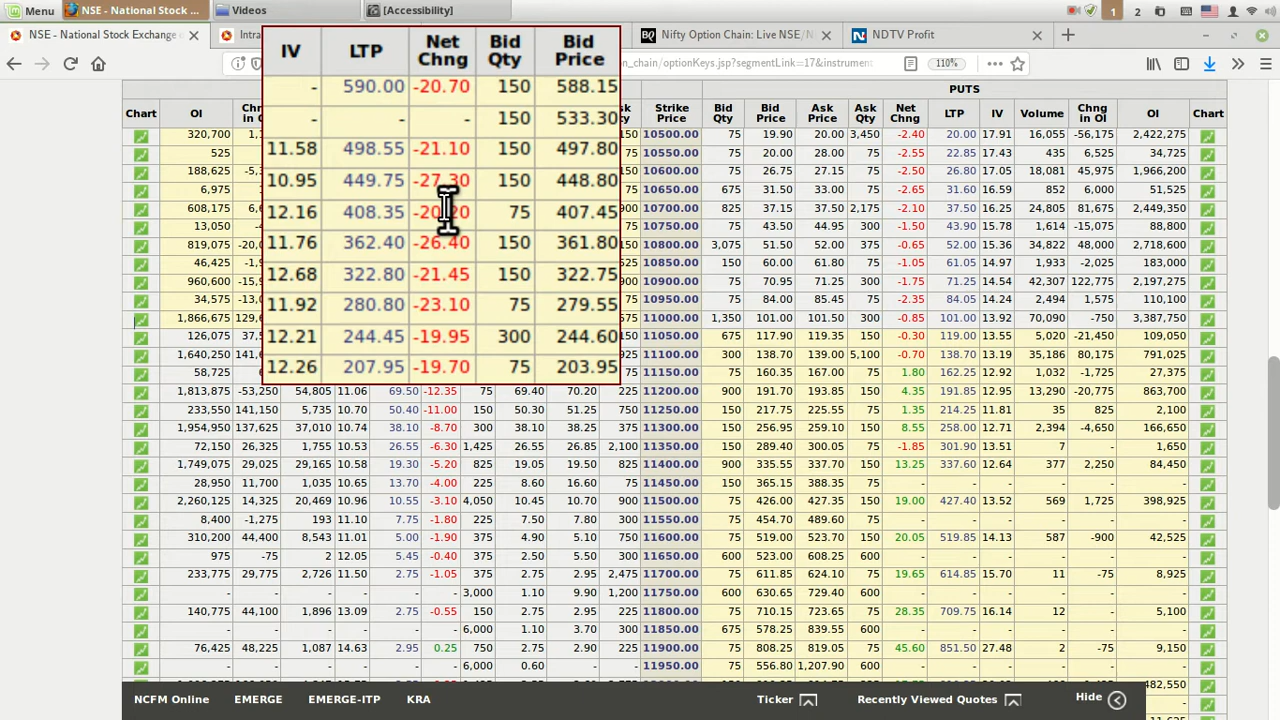 Menu NSE - National Stock ... Videos [Accessibility] 1 2
NSE - National Stock Exchange Intra Nifty Option Chain: Live NSE/N NDTV Profit
_chain/optionKeys.jsp?segmentLink=17&instrument 110%
PUTS
Chart OI IV LTP Net Chng Bid Qty Bid Price Strike Price Bid Qty Bid Price Ask Price Ask Qty Net Chng LTP IV Volume Chng in OI OI Chart
- 590.00 -20.70 150 588.15
- - - 150 533.30
11.58 498.55 -21.10 150 497.80
10.95 449.75 -27.30 150 448.80
12.16 408.35 75 407.45
11.76 362.40 -26.40 150 361.80
12.68 322.80 -21.45 150 322.75
11.92 280.80 -23.10 75 279.55
12.21 244.45 -19.95 300 244.60
12.26 207.95 -19.70 75 203.95
320,700 10500.00 75 19.90 20.00 3,450 -2.40 20.00 17.91 16,055 -56,175 2,422,275
525 10550.00 75 20.00 28.00 75 -2.55 22.85 17.43 435 6,525 34,725
188,625 10600.00 75 26.75 27.15 75 -2.50 26.80 17.05 18,081 45,975 1,966,200
6,975 10650.00 675 31.50 33.00 75 -2.65 31.60 16.59 852 6,000 51,525
608,175 10700.00 825 37.15 37.50 2,175 -2.10 37.50 16.25 24,808 81,675 2,449,350
13,050 10750.00 75 43.50 44.95 300 -1.50 43.90 15.78 1,614 -15,075 88,800
819,075 10800.00 3,075 51.50 52.00 375 -0.65 52.00 15.36 34,822 48,000 2,718,600
46,425 10850.00 150 60.00 61.80 75 -1.05 61.05 14.97 1,933 -2,025 183,000
960,600 10900.00 75 70.95 71.25 300 -1.75 71.25 14.54 42,307 122,775 2,197,275
34,575 10950.00 75 84.00 85.45 75 -2.35 84.05 14.24 2,494 1,575 110,100
1,866,675 11000.00 1,350 101.00 101.50 300 -0.85 101.00 13.92 70,090 -763 3,387,750
126,075 11050.00 675 117.90 119.35 150 -0.30 119.00 13.55 5,020 -21,450 109,050
1,640,250 11100.00 300 138.70 139.00 5,100 -0.70 138.70 13.19 35,186 80,175 791,025
58,725 11150.00 75 160.35 167.00 75 1.80 162.25 12.92 1,032 -1,725 27,375
1,813,875 -53,250 54,805 11.06 69.50 -12.35 75 69.40 70.20 225 11200.00 900 191.70 193.85 150 4.35 191.85 12.95 13,290 -20,775 863,700
233,550 141,150 5,735 10.70 50.40 -11.00 150 50.30 51.25 750 11250.00 150 217.75 225.55 150 1.35 214.25 11.81 35 825 2,100
1,954,950 137,625 37,010 10.74 38.10 -8.70 300 38.10 38.25 375 11300.00 150 256.95 259.10 150 8.55 258.00 12.71 2,394 -4,650 166,650
72,150 26,325 1,755 10.53 26.55 -6.30 1,425 26.55 26.85 2,100 11350.00 150 289.40 300.05 150 -1.85 301.90 13.51 7 - 1,650
1,749,075 29,025 29,165 10.58 19.30 -5.20 825 19.05 19.50 825 11400.00 900 335.55 337.70 150 13.25 337.60 12.64 377 2,250 84,450
28,950 11,700 1,035 10.65 13.70 -4.00 225 8.60 16.60 75 11450.00 150 365.15 388.35 75 - - - - - -
2,260,125 14,325 20,469 10.96 10.55 -3.10 4,050 10.45 10.70 900 11500.00 75 426.00 427.35 150 19.00 427.40 13.52 569 1,725 398,925
8,400 -1,275 193 11.10 7.75 -1.80 225 7.50 7.80 300 11550.00 75 454.70 489.60 75 - - - - - -
310,200 44,400 8,543 11.01 5.00 -1.90 375 4.90 5.10 750 11600.00 75 519.00 523.70 150 20.05 519.85 14.13 587 -900 42,525
975 -75 2 12.05 5.45 -0.40 375 2.50 5.50 150 11650.00 600 523.00 608.25 600 - - - - - -
233,775 29,775 2,726 11.50 2.75 -1.05 375 2.75 2.95 2,475 11700.00 75 611.85 624.10 75 19.65 614.85 15.70 11 -75 8,925
- - - - - - 3,000 1.10 9.90 1,200 11750.00 600 630.65 729.40 600 - - - - - -
140,775 44,100 1,896 13.09 2.75 -0.55 150 2.75 2.95 225 11800.00 75 710.15 723.65 150 28.35 709.75 16.14 12 - 5,100
- - - - - - 6,000 1.10 3.70 300 11850.00 675 578.25 839.55 600 - - - - - -
76,425 48,225 1,087 14.63 2.95 0.25 750 2.75 2.90 225 11900.00 75 808.25 819.05 150 45.60 851.50 27.48 2 -75 9,150
- - - - - - 6,000 0.60 - - 11950.00 75 556.80 1,207.90 600 - - - - - -
NCFM Online EMERGE EMERGE-ITP KRA Ticker Recently Viewed Quotes Hide